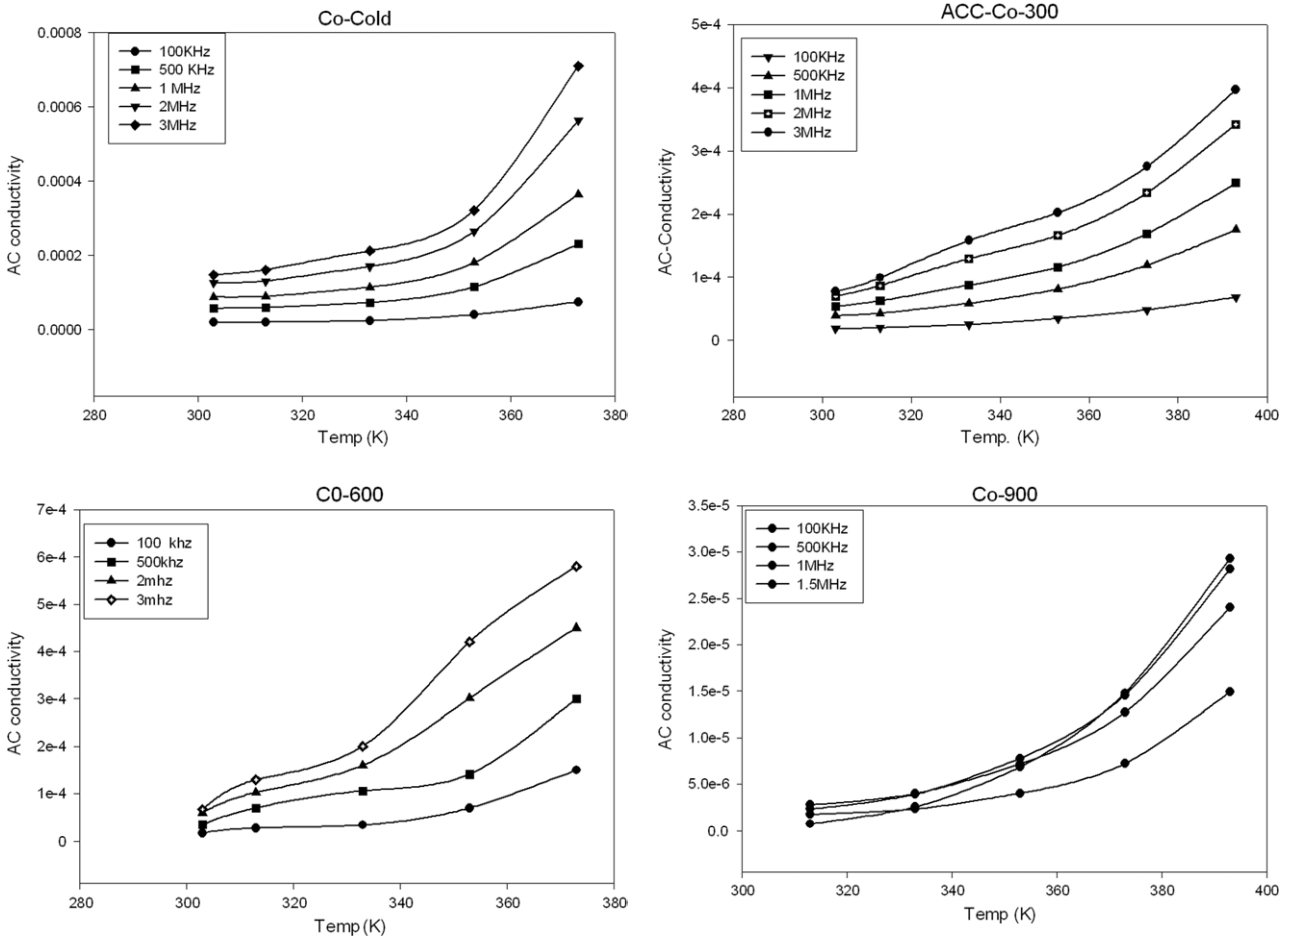 Co-Cold
0.0008
0.0006
0.0004
0.0002
0.0000
AC conductivity
100KHz
500 KHz
1 MHz
2MHz
3MHz
280
300
320
340
360
380
Temp (K)
ACC-Co-300
5e-4
4e-4
3e-4
2e-4
1e-4
0
AC-Conductivity
100KHz
500KHz
1MHz
2MHz
3MHz
280
300
320
340
360
380
400
Temp. (K)
C0-600
7e-4
6e-4
5e-4
4e-4
3e-4
2e-4
1e-4
0
AC conductivity
100 khz
500khz
2mhz
3mhz
280
300
320
340
360
380
Temp (K)
Co-900
3.5e-5
3.0e-5
2.5e-5
2.0e-5
1.5e-5
1.0e-5
5.0e-6
0.0
AC conductivity
100KHz
500KHz
1MHz
1.5MHz
300
320
340
360
380
400
Temp (K)